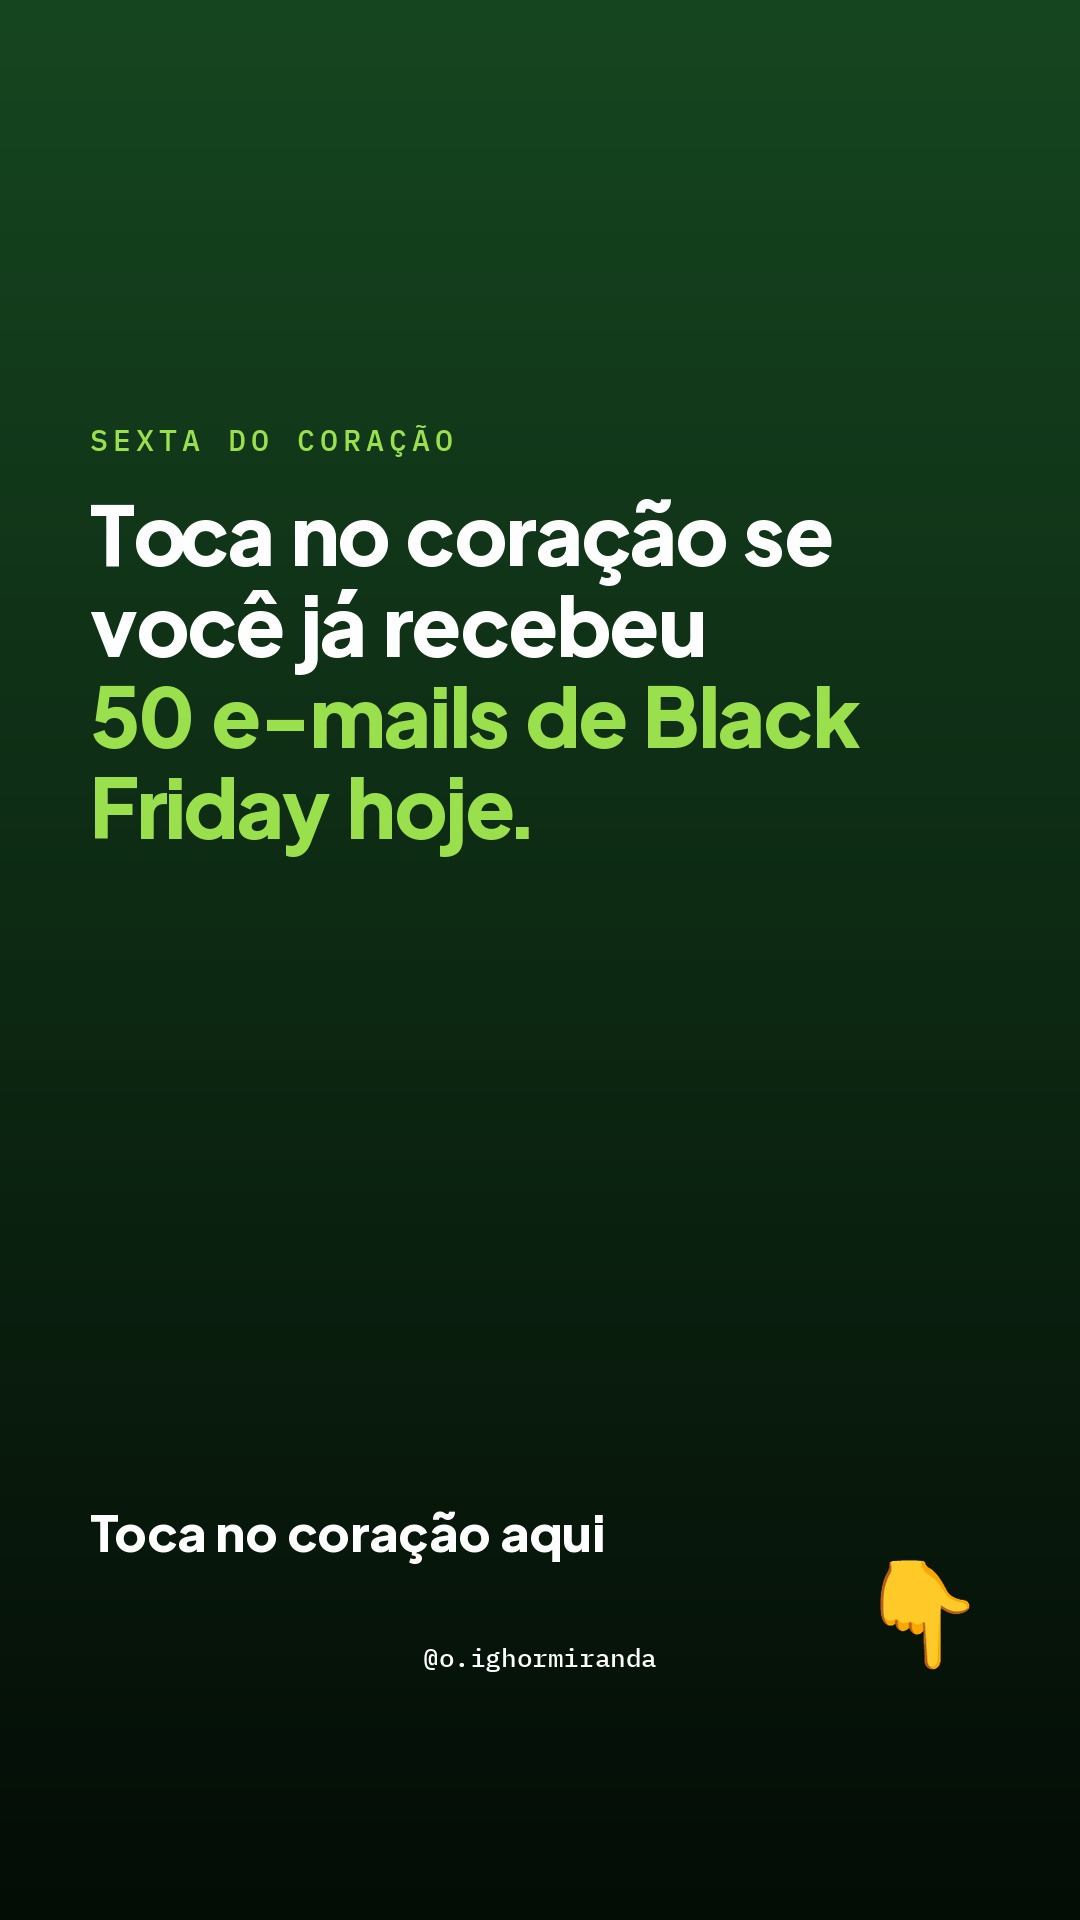 SEXTA DO CORAÇÃO
Toca no coração se
você já recebeu
50 e-mails de Black
Friday hoje.
Toca no coração aqui
@o.ighormiranda